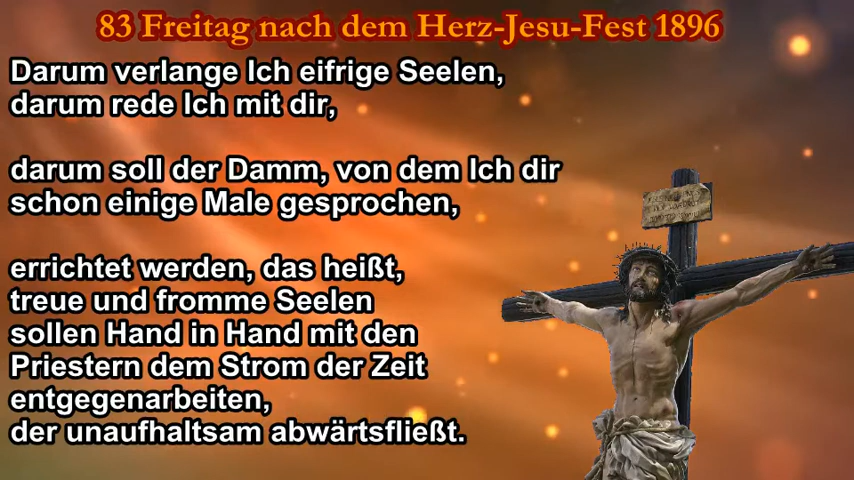 83 Freitag nach dem Herz-Jesu-Fest 1896
Darum verlange Ich eifrige Seelen,
darum rede Ich mit dir,
darum soll der Damm, von dem Ich dir
schon einige Male gesprochen,
errichtet werden, das heißt,
treue und fromme Seelen
sollen Hand in Hand mit den
Priestern dem Strom der Zeit
entgegenarbeiten,
der unaufhaltsam abwärtsfließt.